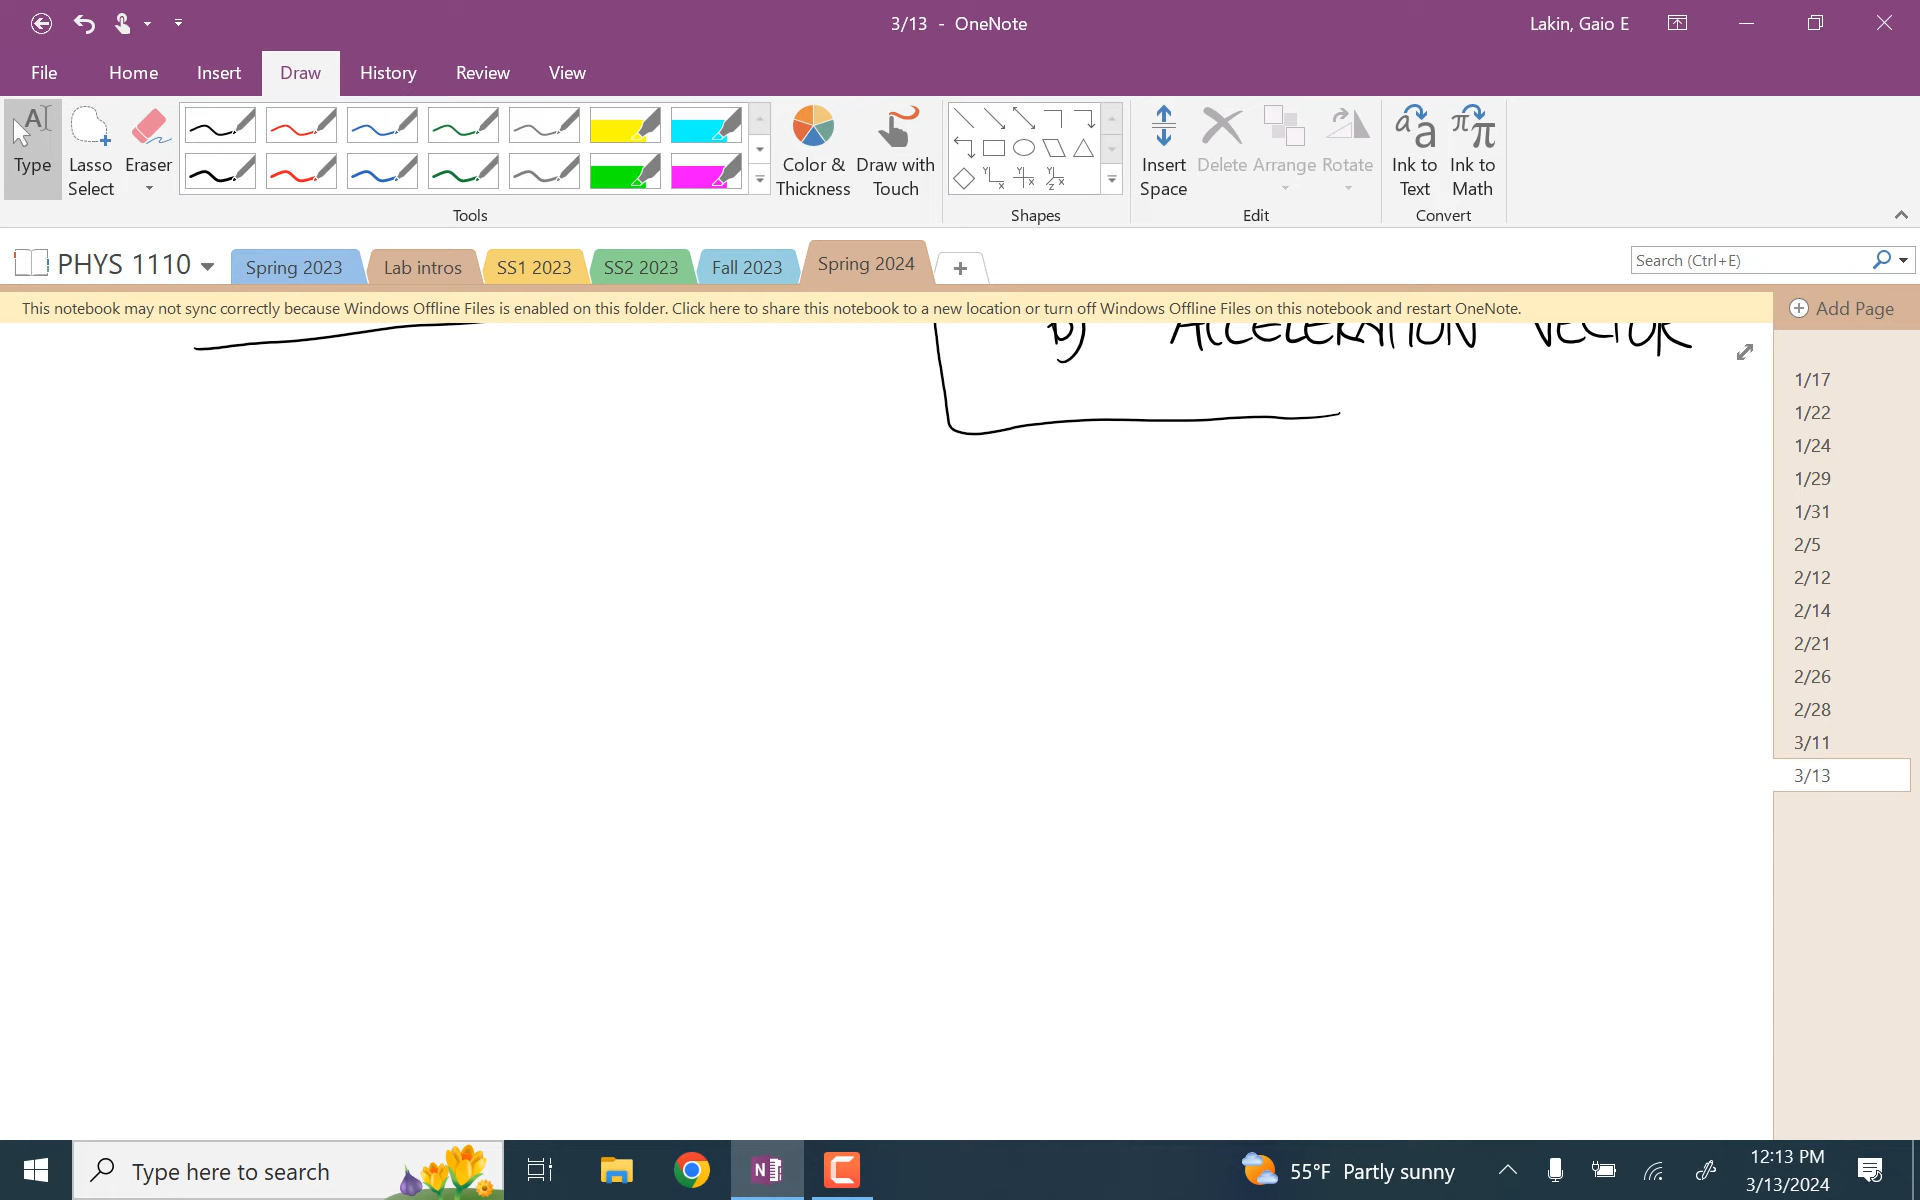 3/13 - OneNote
Lakin, Gaio E
File Home Insert Draw History Review View
Type
Lasso Select
Eraser
Color & Thickness
Draw with Touch
Insert Space
Delete
Arrange
Rotate
Ink to Text
Ink to Math
Tools
Shapes
Edit
Convert
PHYS 1110
Spring 2023
Lab intros
SS1 2023
SS2 2023
Fall 2023
Spring 2024
Search (Ctrl+E)
This notebook may not sync correctly because Windows Offline Files is enabled on this folder. Click here to share this notebook to a new location or turn off Windows Offline Files on this notebook and restart OneNote.
Add Page
b) ACCELERATION VECTOR
1/17
1/22
1/24
1/29
1/31
2/5
2/12
2/14
2/21
2/26
2/28
3/11
3/13
Type here to search
55°F Partly sunny
12:13 PM
3/13/2024